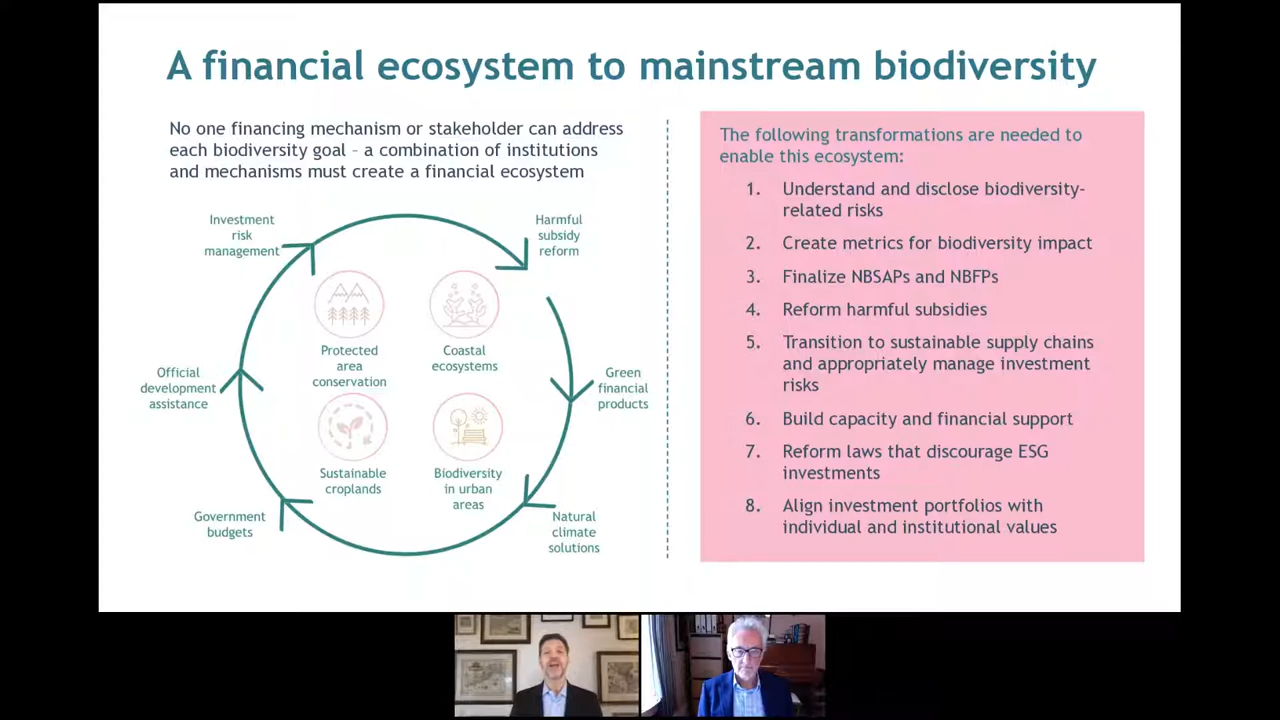 A financial ecosystem to mainstream biodiversity
No one financing mechanism or stakeholder can address
each biodiversity goal – a combination of institutions
and mechanisms must create a financial ecosystem
Investment
risk
management
Harmful
subsidy
reform
Protected
area
conservation
Coastal
ecosystems
Official
development
assistance
Green
financial
products
Sustainable
croplands
Biodiversity
in urban
areas
Government
budgets
Natural
climate
solutions
The following transformations are needed to
enable this ecosystem:
1. Understand and disclose biodiversity-
related risks
2. Create metrics for biodiversity impact
3. Finalize NBSAPs and NBFPs
4. Reform harmful subsidies
5. Transition to sustainable supply chains
and appropriately manage investment
risks
6. Build capacity and financial support
7. Reform laws that discourage ESG
investments
8. Align investment portfolios with
individual and institutional values